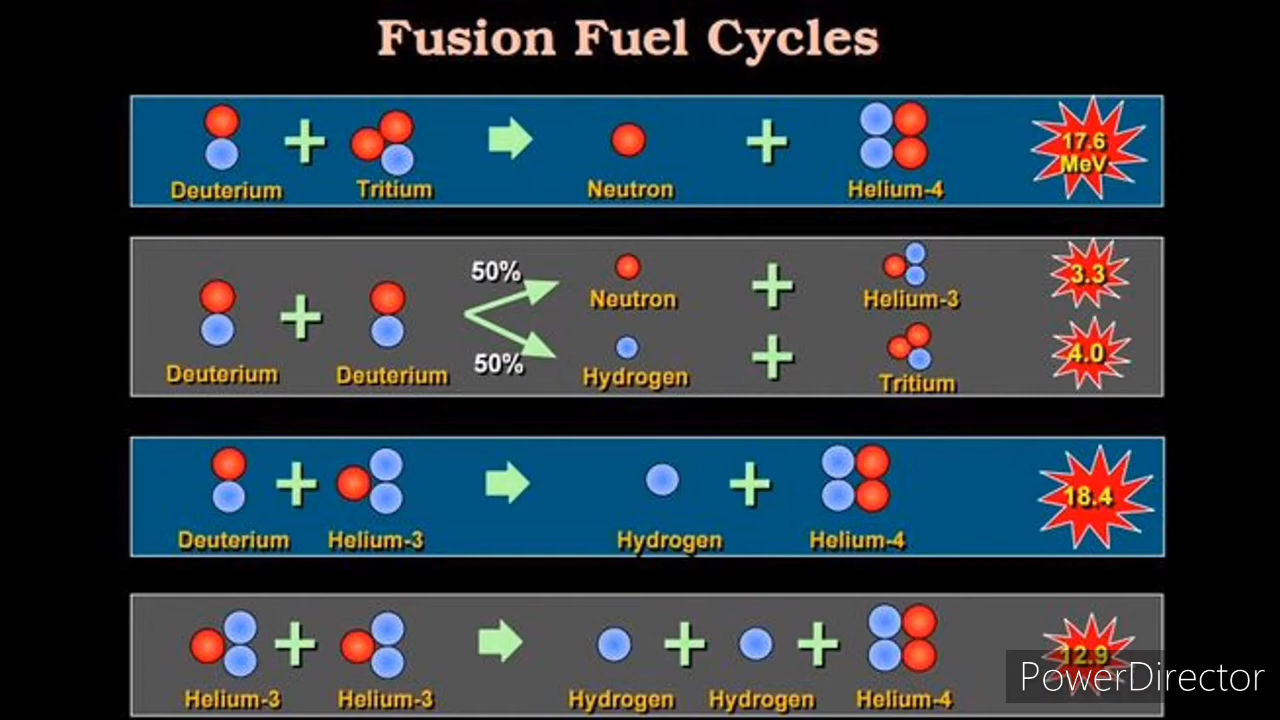 Fusion Fuel Cycles
Deuterium + Tritium Neutron + Helium-4 17.6 MeV
50% Neutron + Helium-3 3.3
Deuterium + Deuterium
50% Hydrogen + Tritium 4.0
Deuterium + Helium-3 Hydrogen + Helium-4 18.4
Helium-3 + Helium-3 Hydrogen + Hydrogen + Helium-4 12.9
PowerDirector